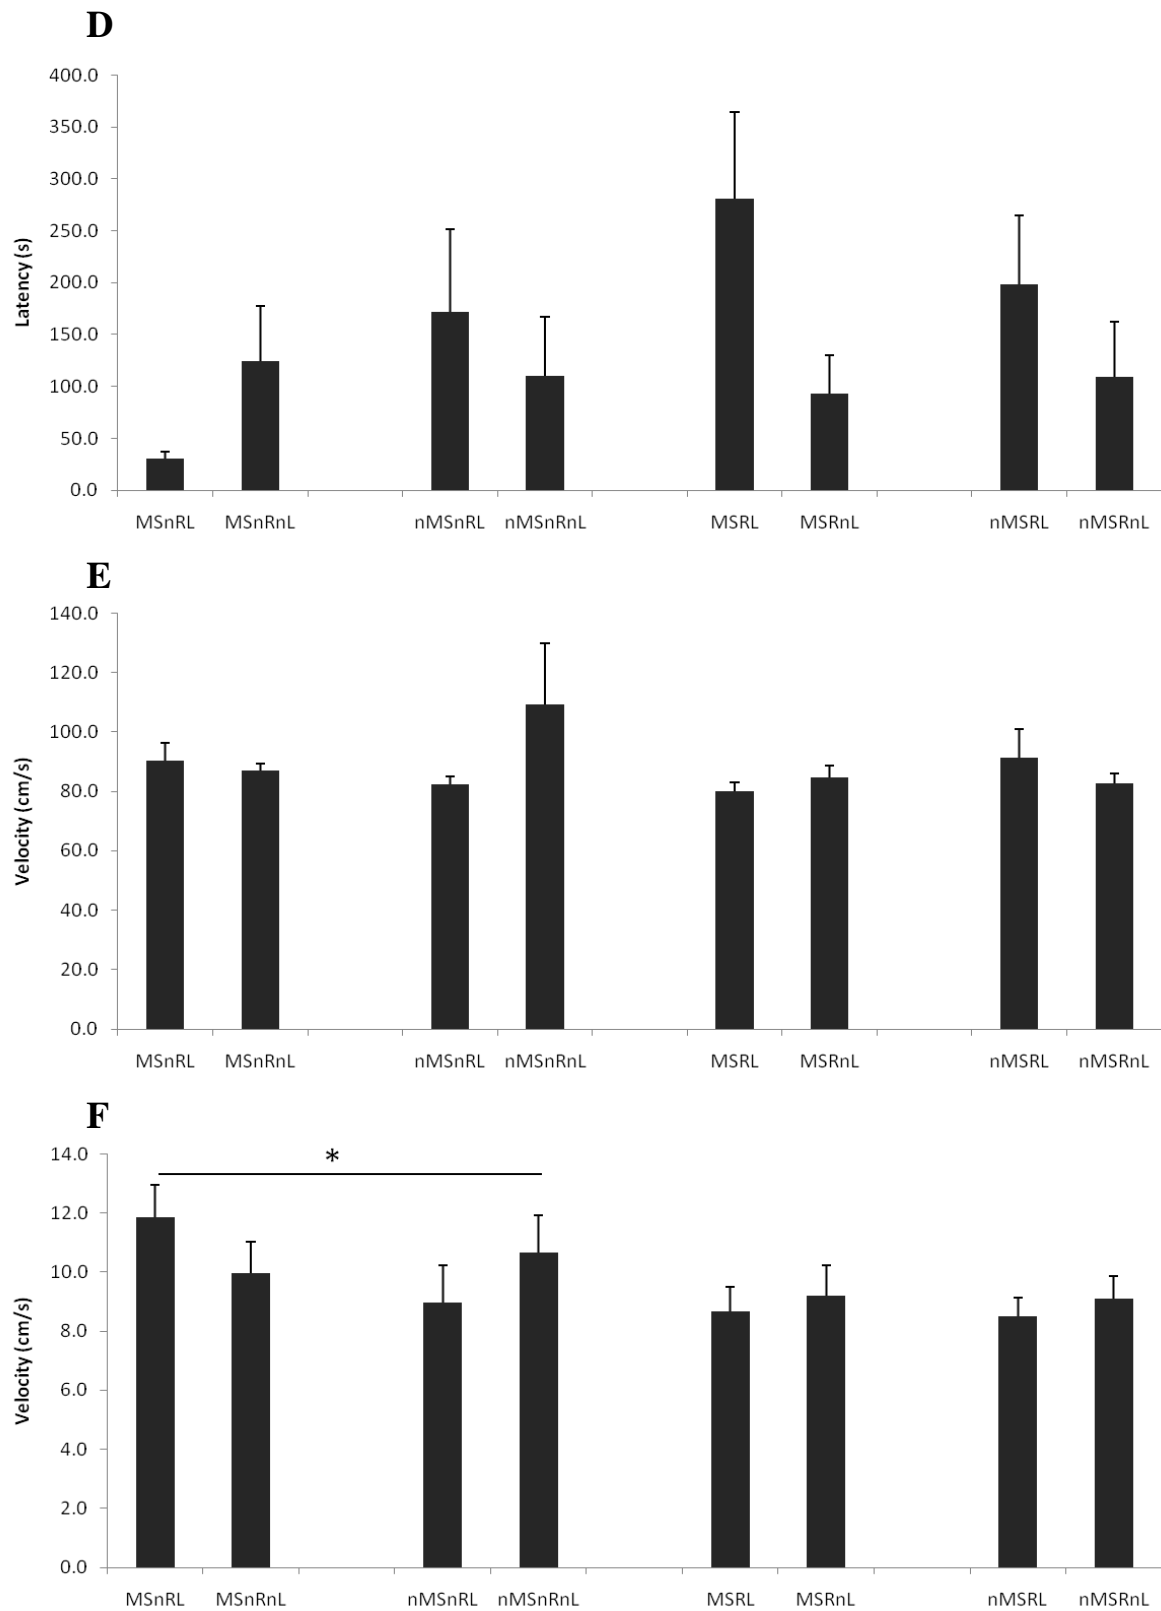 D
400.0
350.0
300.0
250.0
200.0
150.0
100.0
50.0
0.0
Latency (s)
MSnRL MSnRnL nMSnRL nMSnRnL MSRL MSRnL nMSRL nMSRnL
E
140.0
120.0
100.0
80.0
60.0
40.0
20.0
0.0
Velocity (cm/s)
MSnRL MSnRnL nMSnRL nMSnRnL MSRL MSRnL nMSRL nMSRnL
F
*
14.0
12.0
10.0
8.0
6.0
4.0
2.0
0.0
Velocity (cm/s)
MSnRL MSnRnL nMSnRL nMSnRnL MSRL MSRnL nMSRL nMSRnL